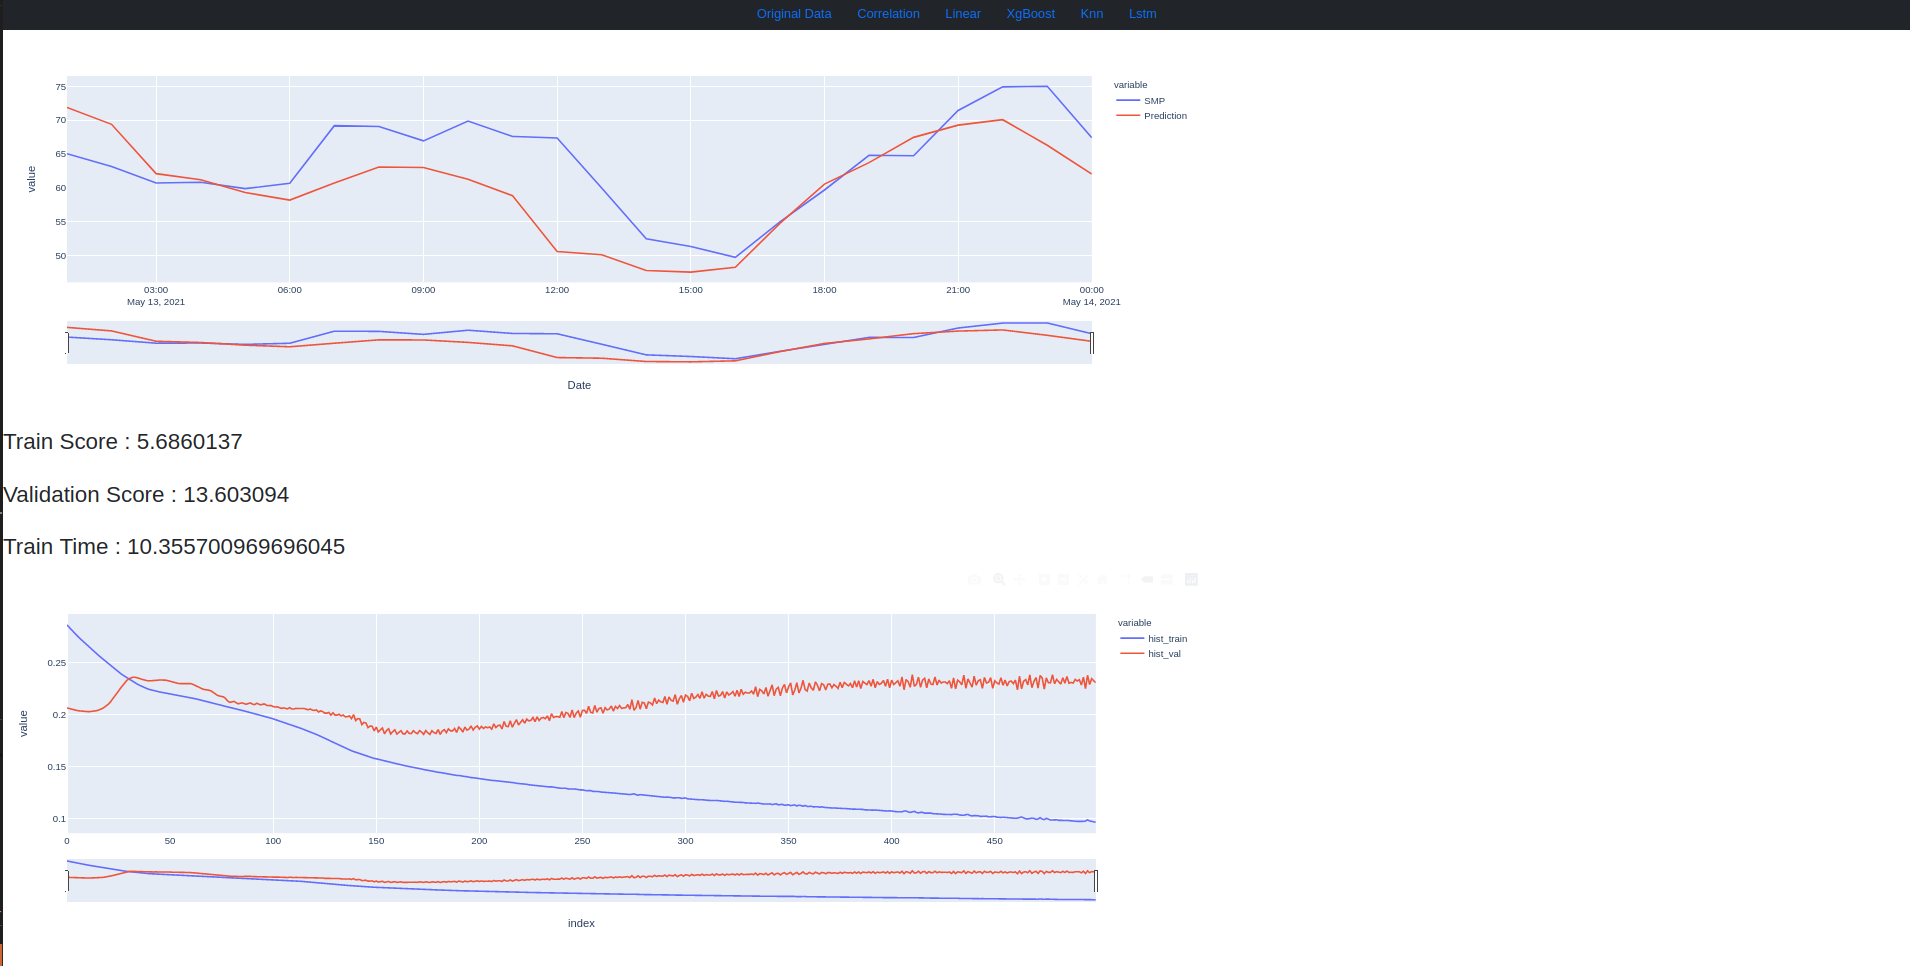 Original Data Correlation Linear XgBoost Knn Lstm
variable
SMP
Prediction
value
75
70
65
60
55
50
03:00 06:00 09:00 12:00 15:00 18:00 21:00 00:00
May 13, 2021 May 14, 2021
Date
Train Score : 5.6860137
Validation Score : 13.603094
Train Time : 10.355700969696045
variable
hist_train
hist_val
value
0.25
0.2
0.15
0.1
0 50 100 150 200 250 300 350 400 450
index